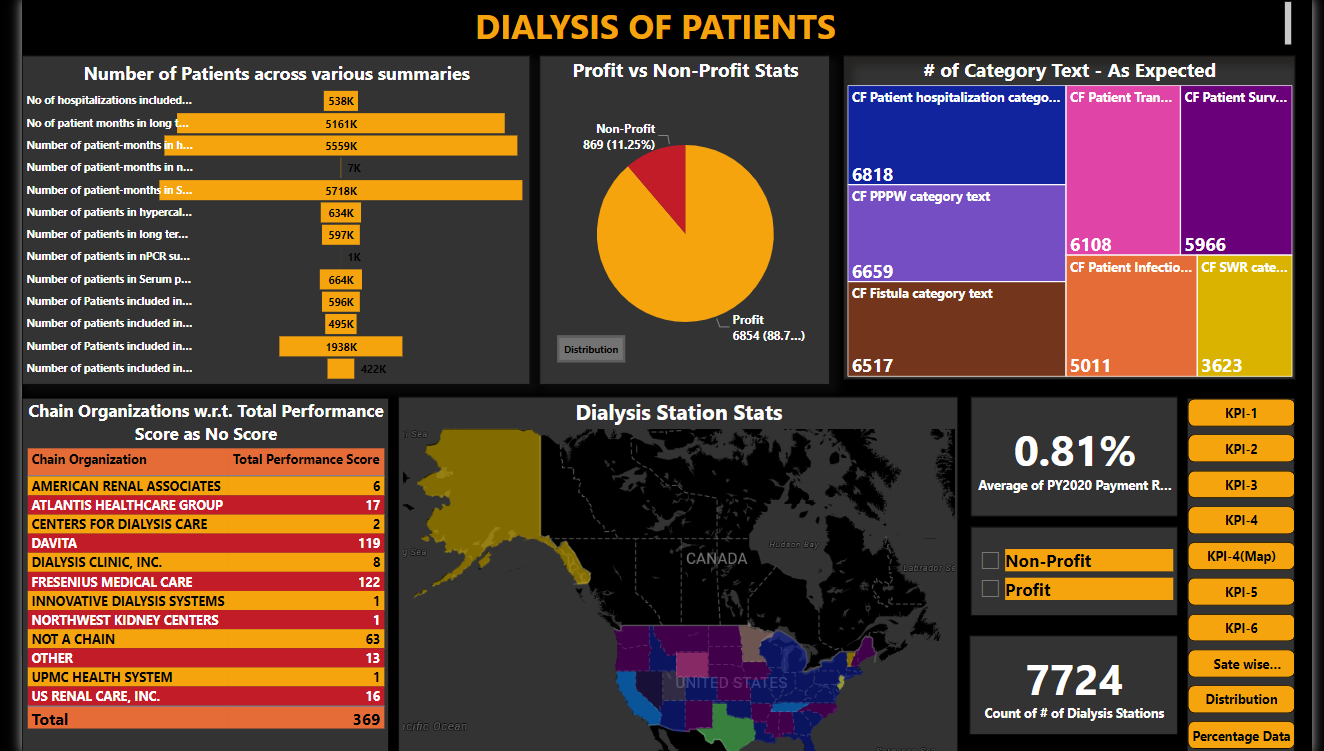 DIALYSIS OF PATIENTS
Number of Patients across various summaries
No of hospitalizations included...
538K
No of patient months in long t...
5161K
Number of patient-months in h...
5559K
Number of patient-months in n...
7K
Number of patient-months in S...
5718K
Number of patients in hypercal...
634K
Number of patients in long ter...
597K
Number of patients in nPCR su...
1K
Number of patients in Serum p...
664K
Number of Patients included in...
596K
Number of Patients included in...
495K
Number of Patients included in...
1938K
Number of patients included in...
422K
Profit vs Non-Profit Stats
Non-Profit
869 (11.25%)
Profit
6854 (88.7...)
Distribution
# of Category Text - As Expected
CF Patient hospitalization catego...
6818
CF PPPW category text
6659
CF Fistula category text
6517
CF Patient Tran...
6108
CF Patient Surv...
5966
CF Patient Infectio...
5011
CF SWR cate...
3623
Chain Organizations w.r.t. Total Performance
Score as No Score
Chain Organization Total Performance Score
AMERICAN RENAL ASSOCIATES 6
ATLANTIS HEALTHCARE GROUP 17
CENTERS FOR DIALYSIS CARE 2
DAVITA 119
DIALYSIS CLINIC, INC. 8
FRESENIUS MEDICAL CARE 122
INNOVATIVE DIALYSIS SYSTEMS 1
NORTHWEST KIDNEY CENTERS 1
NOT A CHAIN 63
OTHER 13
UPMC HEALTH SYSTEM 1
US RENAL CARE, INC. 16
Total 369
Dialysis Station Stats
Sea
Sea
CANADA
Hudson Bay
Labrador Se
UNITED STATES
cific Ocean
0.81%
Average of PY2020 Payment R...
Non-Profit
Profit
7724
Count of # of Dialysis Stations
KPI-1
KPI-2
KPI-3
KPI-4
KPI-4(Map)
KPI-5
KPI-6
Sate wise...
Distribution
Percentage Data